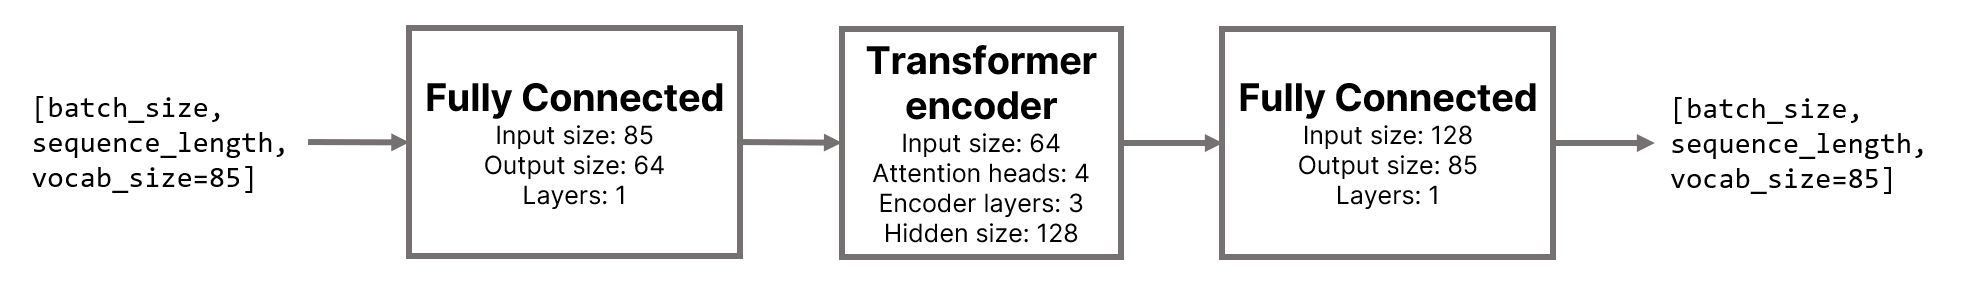 [batch_size,
sequence_length,
vocab_size=85]
Fully Connected
Input size: 85
Output size: 64
Layers: 1
Transformer
encoder
Input size: 64
Attention heads: 4
Encoder layers: 3
Hidden size: 128
Fully Connected
Input size: 128
Output size: 85
Layers: 1
[batch_size,
sequence_length,
vocab_size=85]